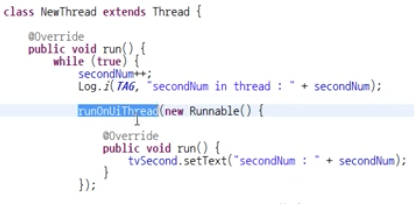 class NewThread extends Thread {
@Override
public void run() {
while (true) {
secondNum++;
Log.i(TAG, "secondNum in thread : " + secondNum);
runOnUiThread(new Runnable() {
@Override
public void run() {
tvSecond.setText("secondNum : " + secondNum);
}
});